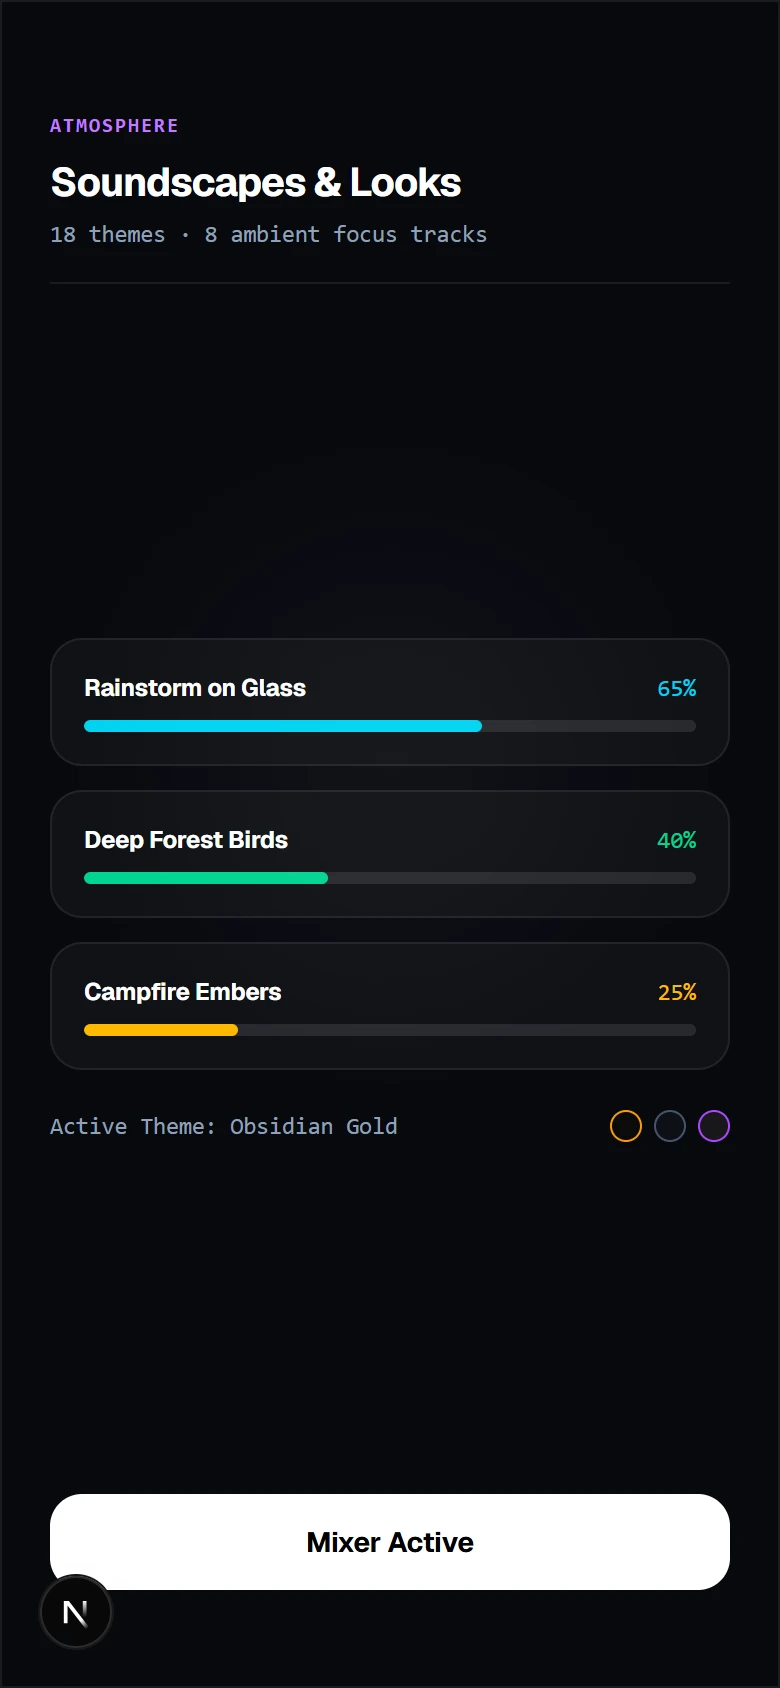 ATMOSPHERE
Soundscapes & Looks
18 themes · 8 ambient focus tracks
Rainstorm on Glass 65%
Deep Forest Birds 40%
Campfire Embers 25%
Active Theme: Obsidian Gold
Mixer Active
N